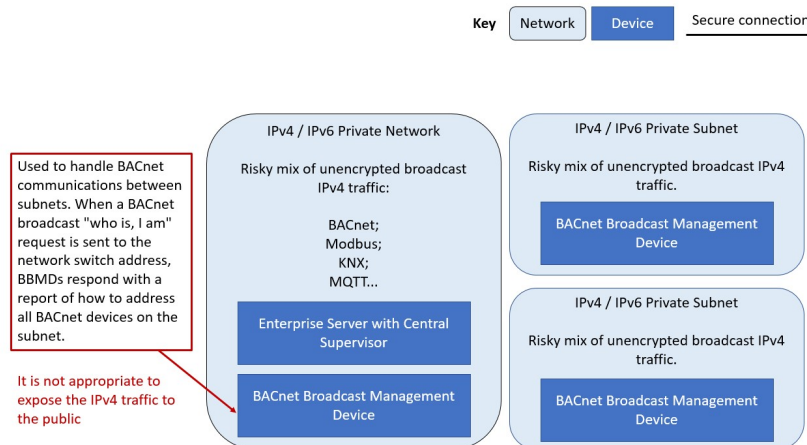 Key
Network
Device
Secure connection
IPv4 / IPv6 Private Network
Risky mix of unencrypted broadcast
IPv4 traffic:
BACnet;
Modbus;
KNX;
MQTT...
Enterprise Server with Central
Supervisor
BACnet Broadcast Management
Device
Used to handle BACnet
communications between
subnets. When a BACnet
broadcast "who is, I am"
request is sent to the
network switch address,
BBMDs respond with a
report of how to address
all BACnet devices on the
subnet.
It is not appropriate to
expose the IPv4 traffic to
the public
IPv4 / IPv6 Private Subnet
Risky mix of unencrypted broadcast IPv4
traffic.
BACnet Broadcast Management
Device
IPv4 / IPv6 Private Subnet
Risky mix of unencrypted broadcast IPv4
traffic.
BACnet Broadcast Management
Device